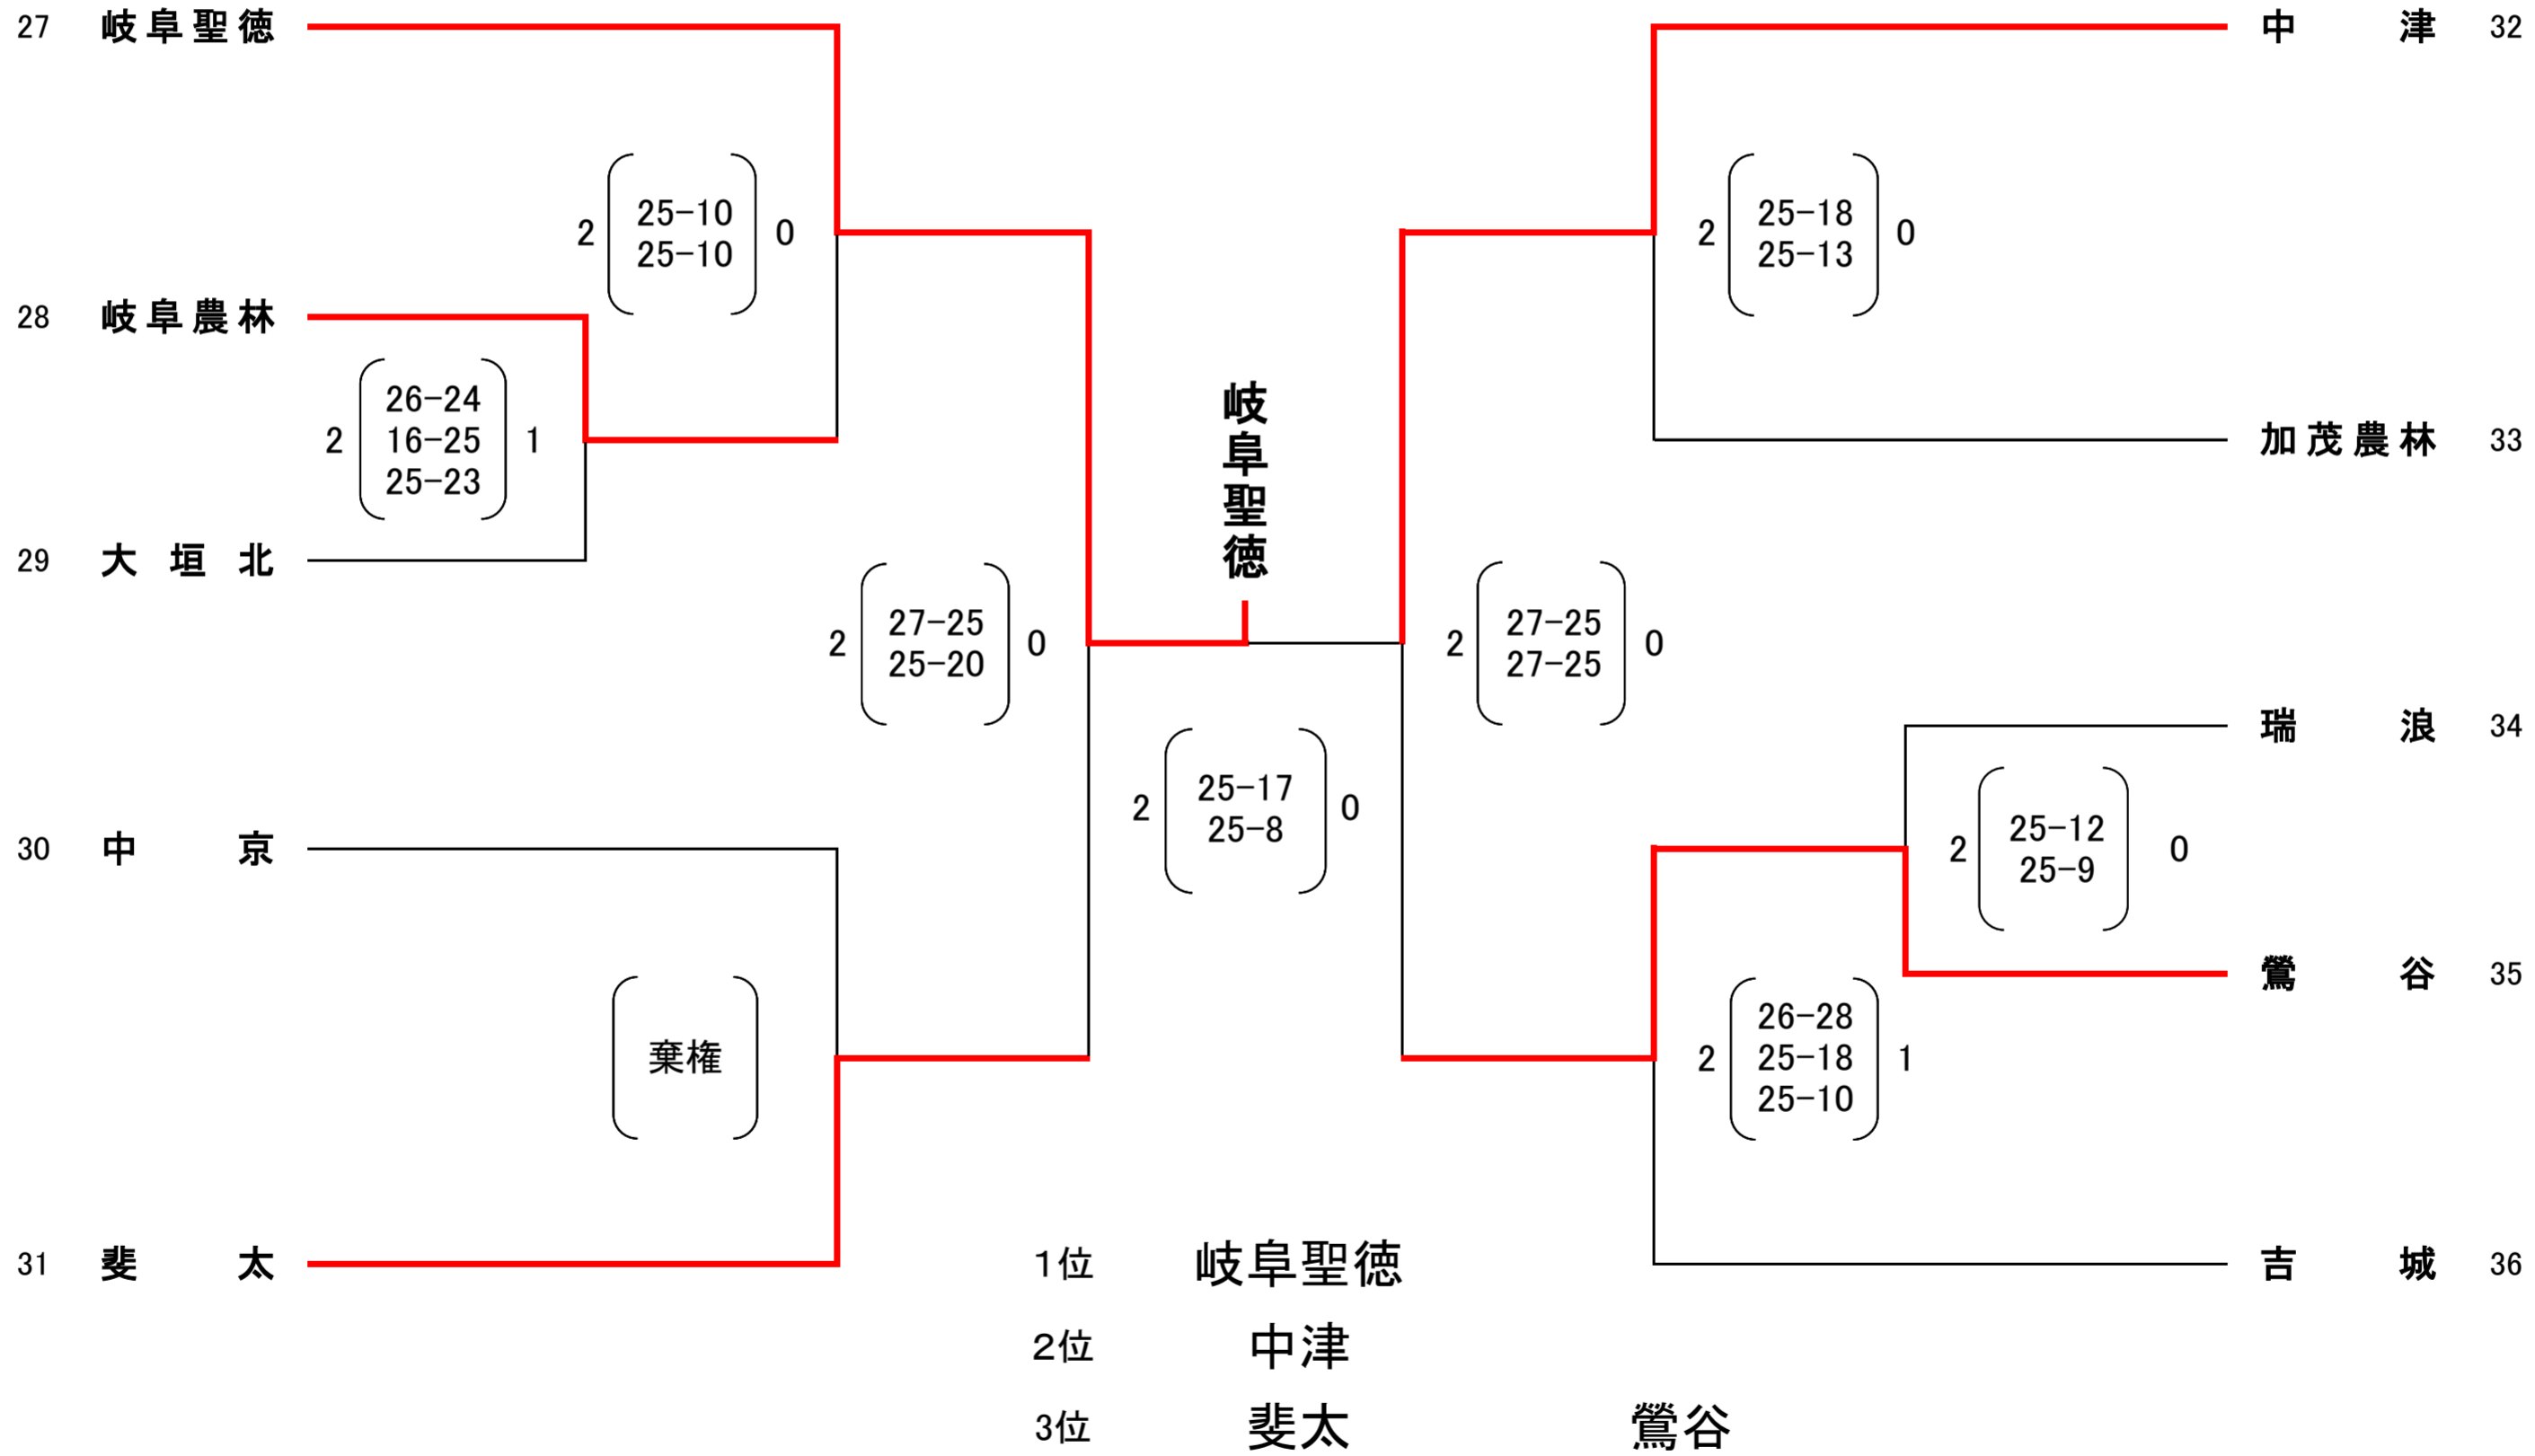 27 岐阜聖徳
中津 32
2 25-10 0
25-10
2 25-18 0
25-13
28 岐阜農林
26-24
2 16-25 1
25-23
岐阜聖徳
加茂農林 33
29 大垣北
2 27-25 0
25-20
2 27-25 0
27-25
瑞浪 34
2 25-17 0
25-8
30 中京
2 25-12 0
25-9
鶯谷 35
棄権
26-28
2 25-18 1
25-10
31 斐太
吉城 36
1位 岐阜聖徳
2位 中津
3位 斐太 鶯谷